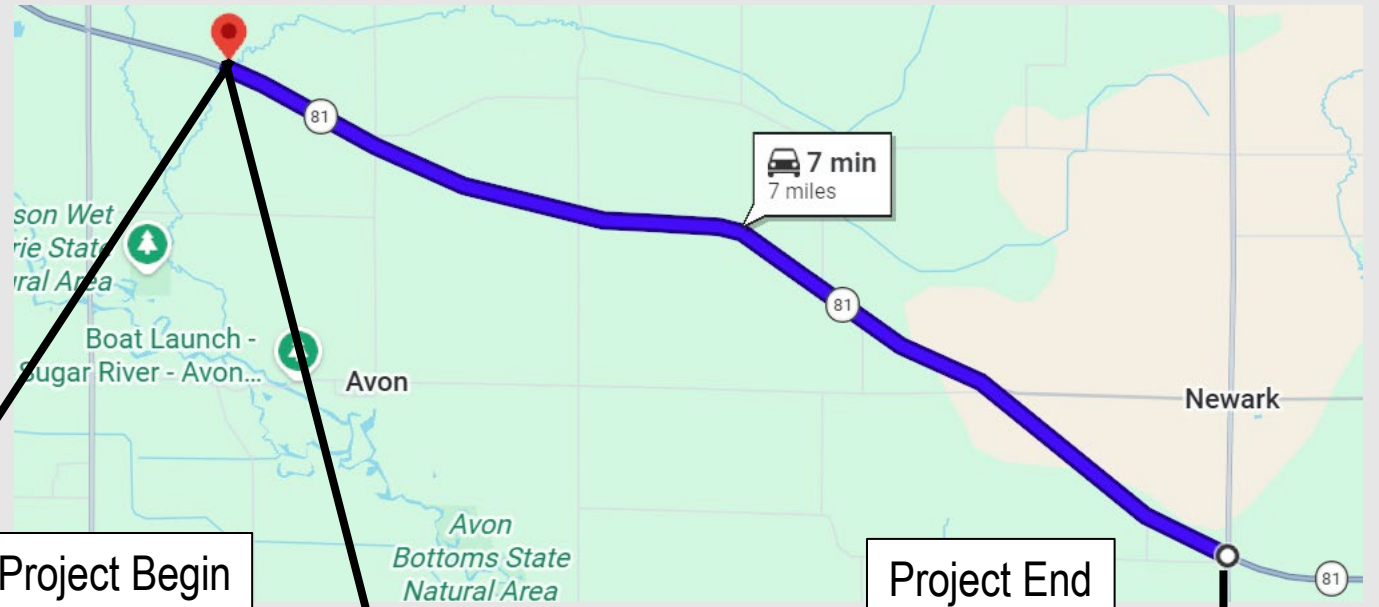 81
7 min
7 miles
son Wet
rie State
ural Area
81
Boat Launch -
Sugar River - Avon...
Avon
Newark
Avon
Bottoms State
Natural Area
Project Begin
Project End
81